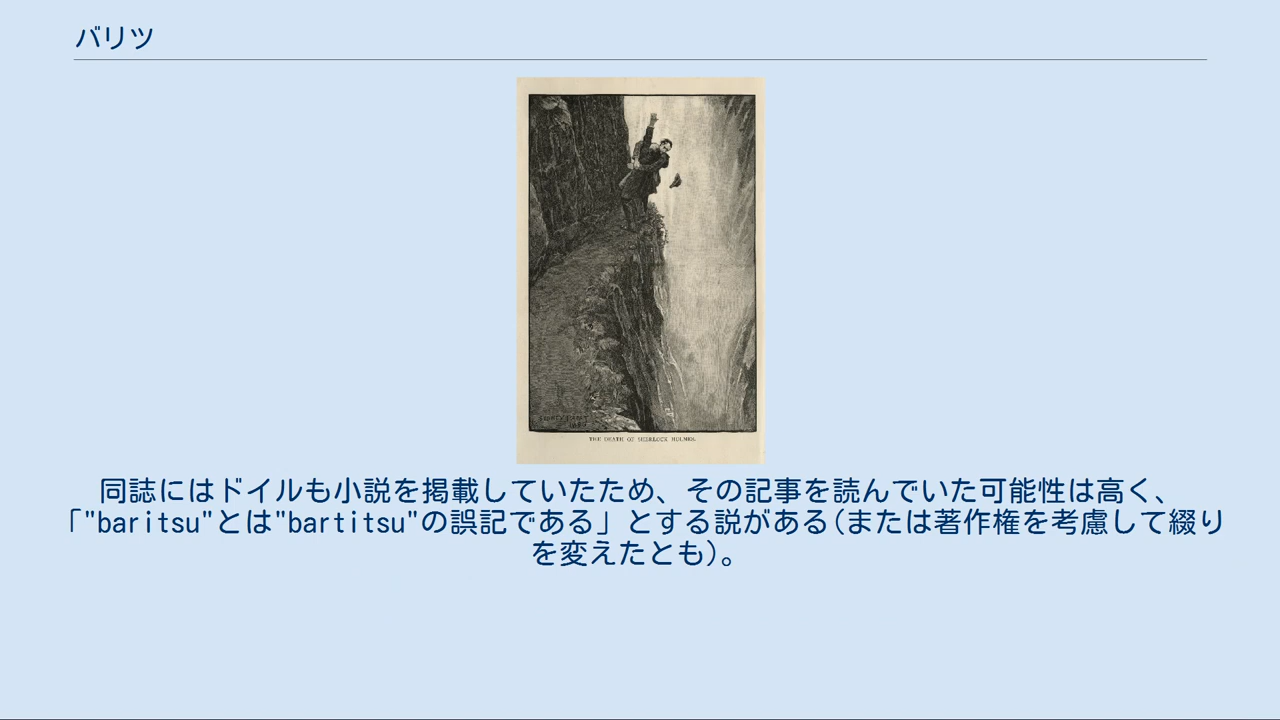 バリツ
SIDNEY PAGET
THE DEATH OF SHERLOCK HOLMES.
同誌にはドイルも小説を掲載していたため、その記事を読んでいた可能性は高く、
「"baritsu"とは"bartitsu"の誤記である」とする説がある(または著作権を考慮して綴り
を変えたとも)。